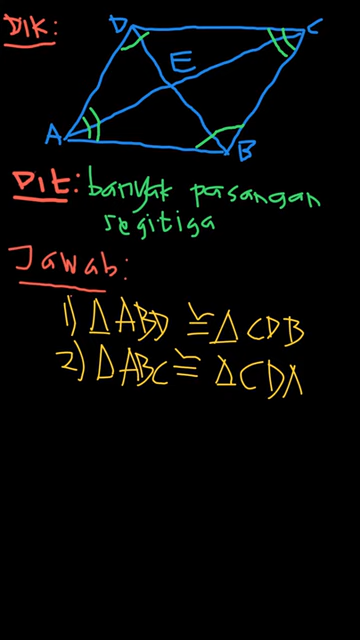 DIK:
D
C
E
A
B
DIt: banyak pasangan
segitiga
Jawab:
1) Δ ABD ≅ Δ CDB
2) Δ ABC ≅ Δ CDA